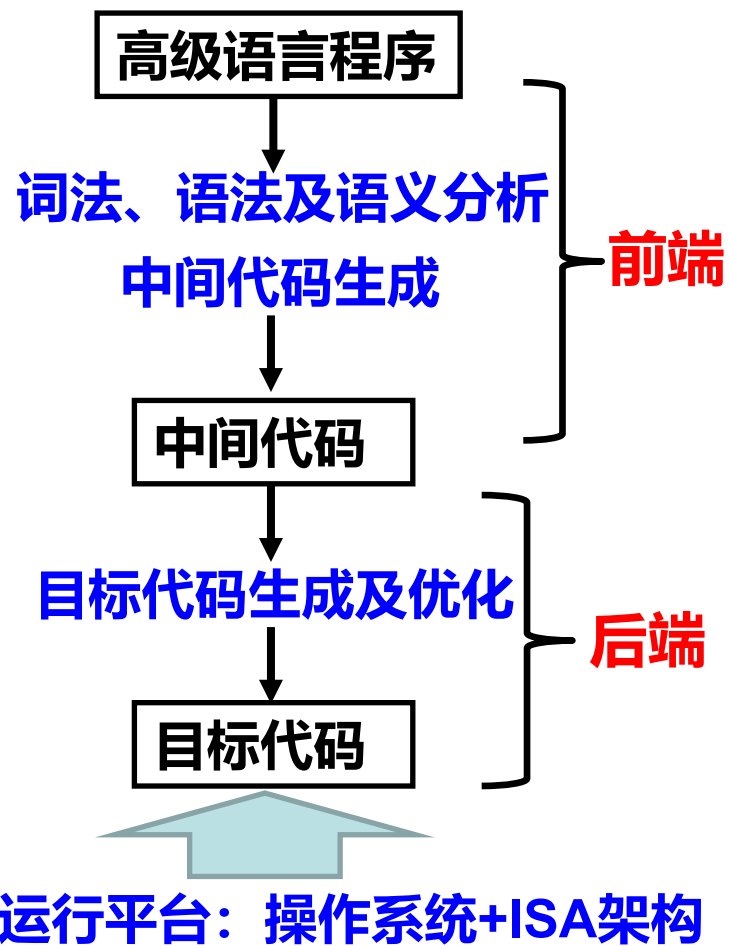 高级语言程序
词法、语法及语义分析
前端
中间代码生成
中间代码
目标代码生成及优化
后端
目标代码
运行平台：操作系统+ISA架构